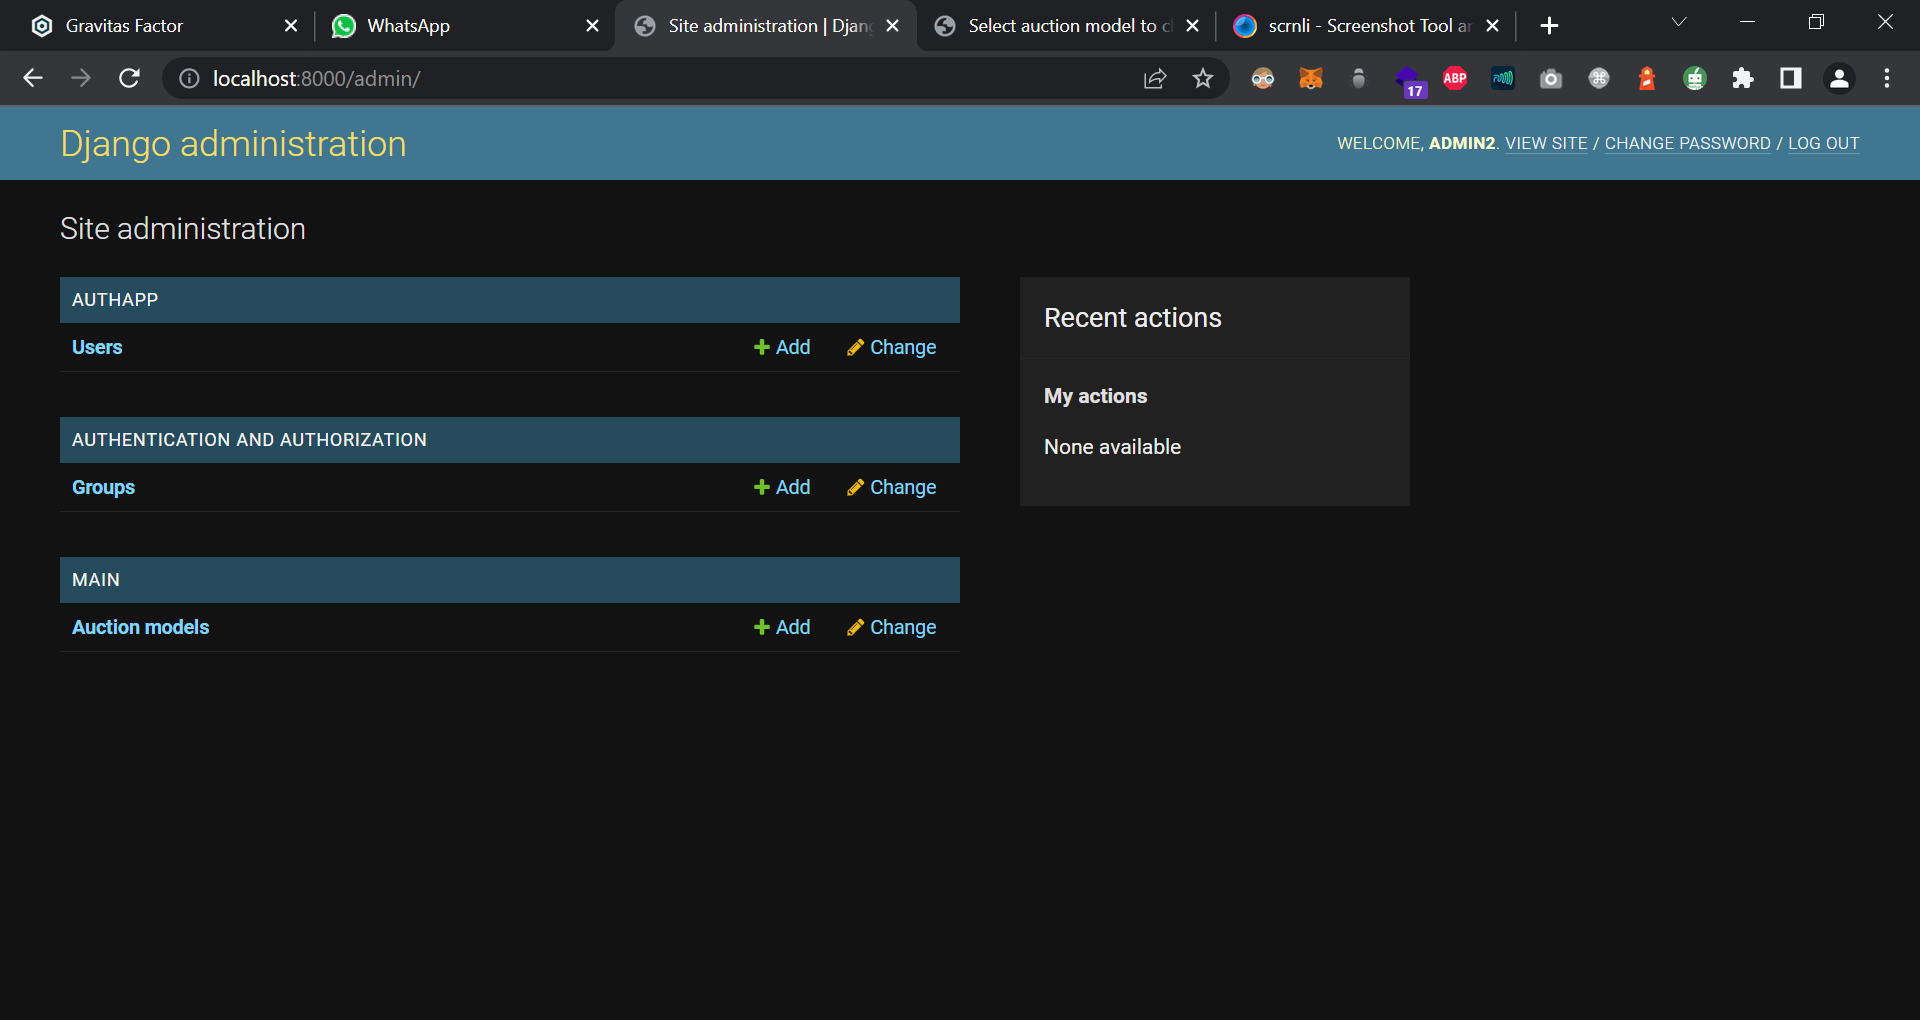 Gravitas Factor
WhatsApp
Site administration | Djan
Select auction model to c
scrnli - Screenshot Tool ar
localhost:8000/admin/
17
ABP
Django administration
WELCOME, ADMIN2. VIEW SITE / CHANGE PASSWORD / LOG OUT
Site administration
AUTHAPP
Users
Add
Change
AUTHENTICATION AND AUTHORIZATION
Groups
Add
Change
MAIN
Auction models
Add
Change
Recent actions
My actions
None available